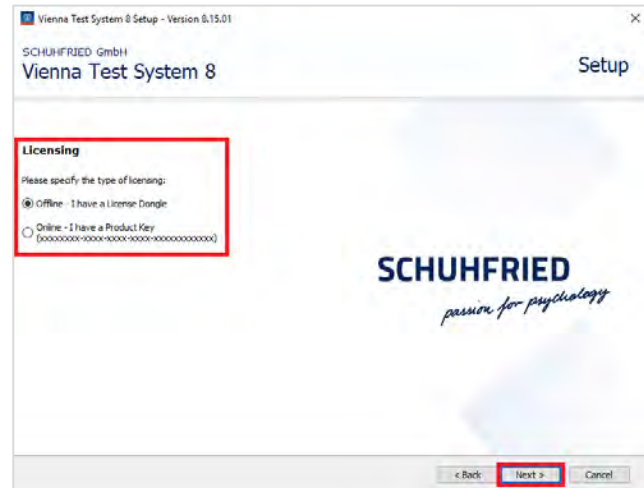 Vienna Test System 8 Setup - Version 8.15.01
SCHUHFRIED GmbH
Vienna Test System 8
Setup
Licensing
Please specify the type of licensing:
Offline - I have a License Dongle
Online - I have a Product Key
(xxxxxxxx-xxxx-xxxx-xxxx-xxxxxxxxxxxx)
SCHUHFRIED
passion for psychology
< Back
Next >
Cancel